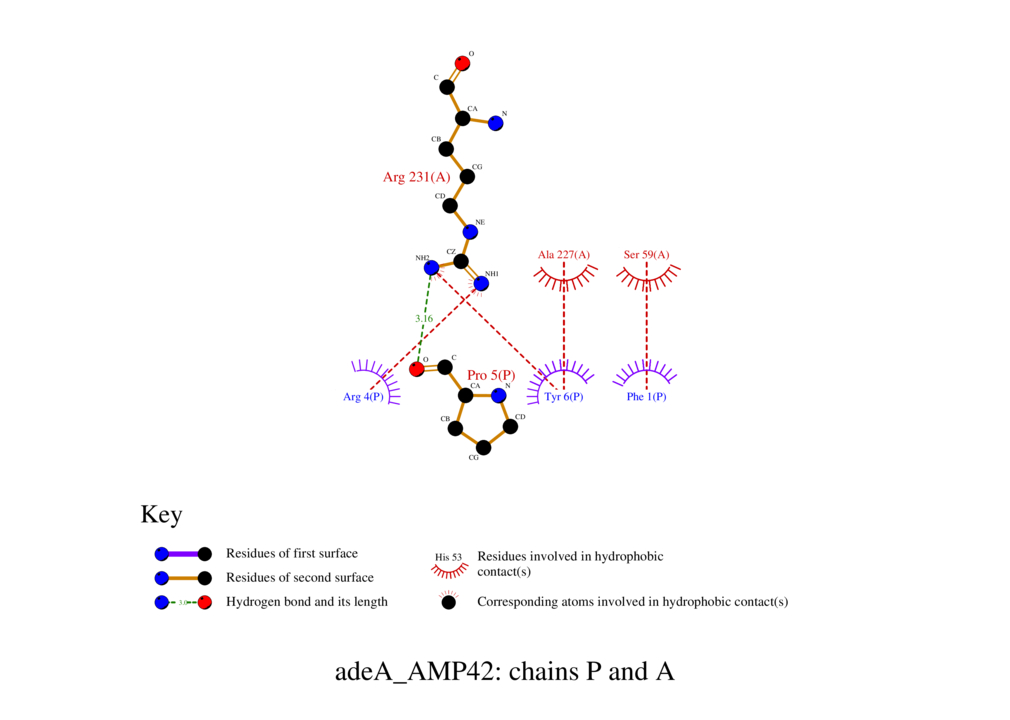 O
C
CA
N
CB
CG
Arg 231(A)
CD
NE
CZ
NH2
NH1
Ala 227(A)
Ser 59(A)
3.16
O
C
Pro 5(P)
CA
N
Arg 4(P)
Tyr 6(P)
Phe 1(P)
CB
CD
CG
Key
Residues of first surface
Residues of second surface
3.0
Hydrogen bond and its length
His 53
Residues involved in hydrophobic
contact(s)
Corresponding atoms involved in hydrophobic contact(s)
adeA_AMP42: chains P and A